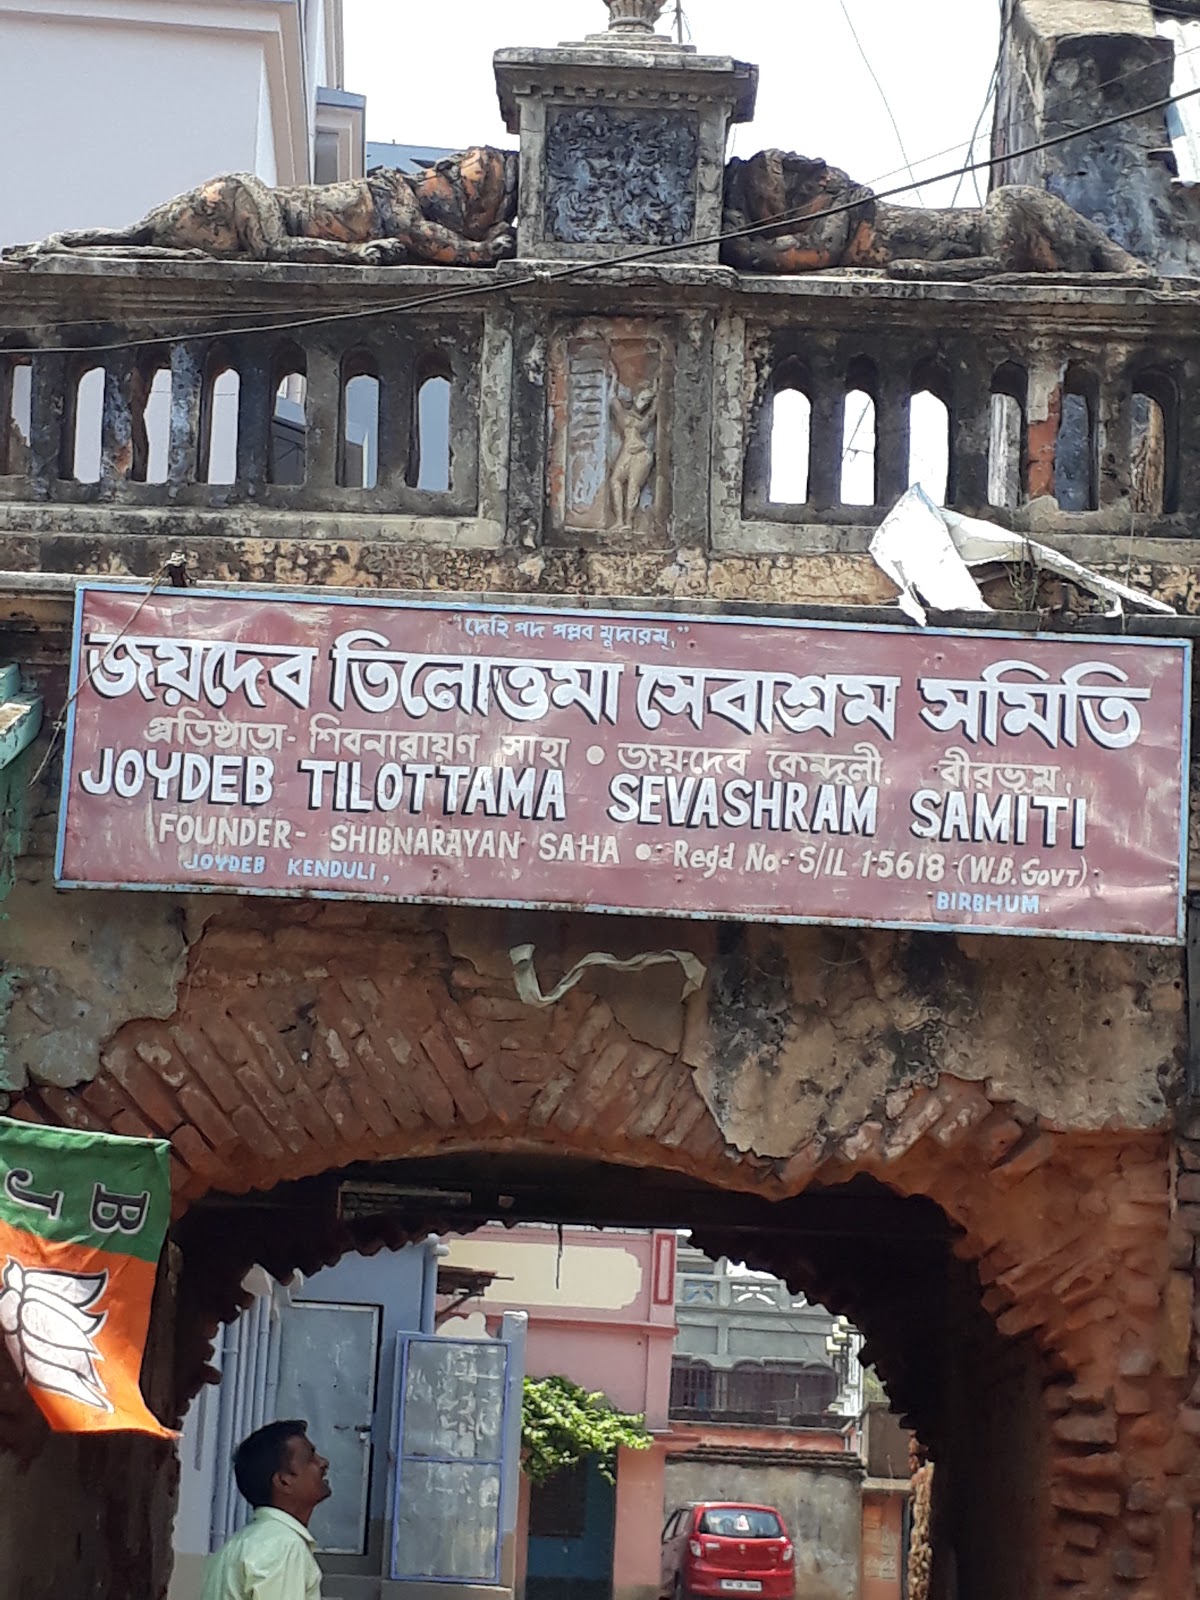 "দেহি পদ পল্লব মুদারম্"
জয়দেব তিলোত্তমা সেবাশ্রম সমিতি
প্রতিষ্ঠাতা- শিবনারায়ণ সাহা ● জয়দেব কেন্দুলী. বীরভূম,
JOYDEB TILOTTAMA SEVASHRAM SAMITI
FOUNDER- SHIBNARAYAN SAHA ● Regd No- S/IL 15618 (W.B. GOVT)
JOYDEB KENDULI, BIRBHUM
BJ